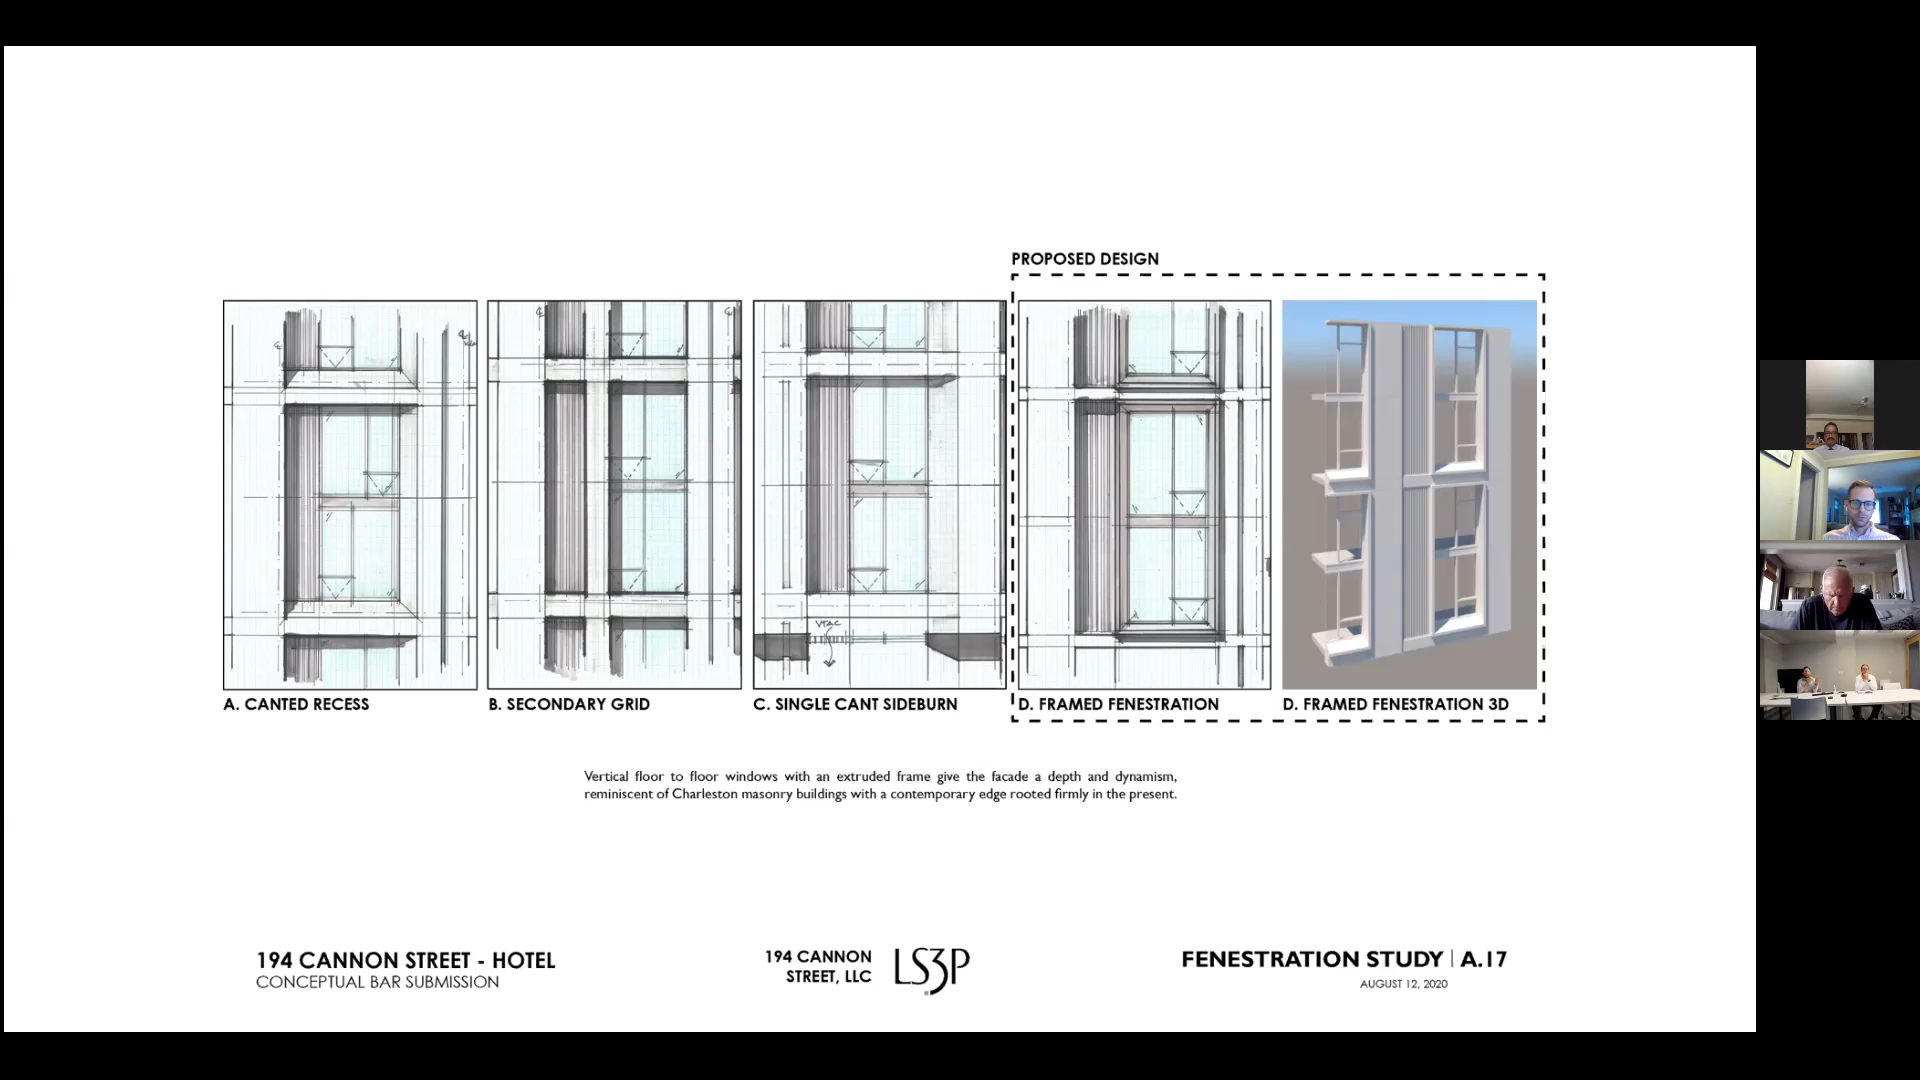 PROPOSED DESIGN
VTAC
A. CANTED RECESS
B. SECONDARY GRID
C. SINGLE CANT SIDEBURN
D. FRAMED FENESTRATION
D. FRAMED FENESTRATION 3D
Vertical floor to floor windows with an extruded frame give the facade a depth and dynamism,
reminiscent of Charleston masonry buildings with a contemporary edge rooted firmly in the present.
194 CANNON STREET - HOTEL
CONCEPTUAL BAR SUBMISSION
194 CANNON
STREET, LLC
LS3P
FENESTRATION STUDY | A.17
AUGUST 12, 2020